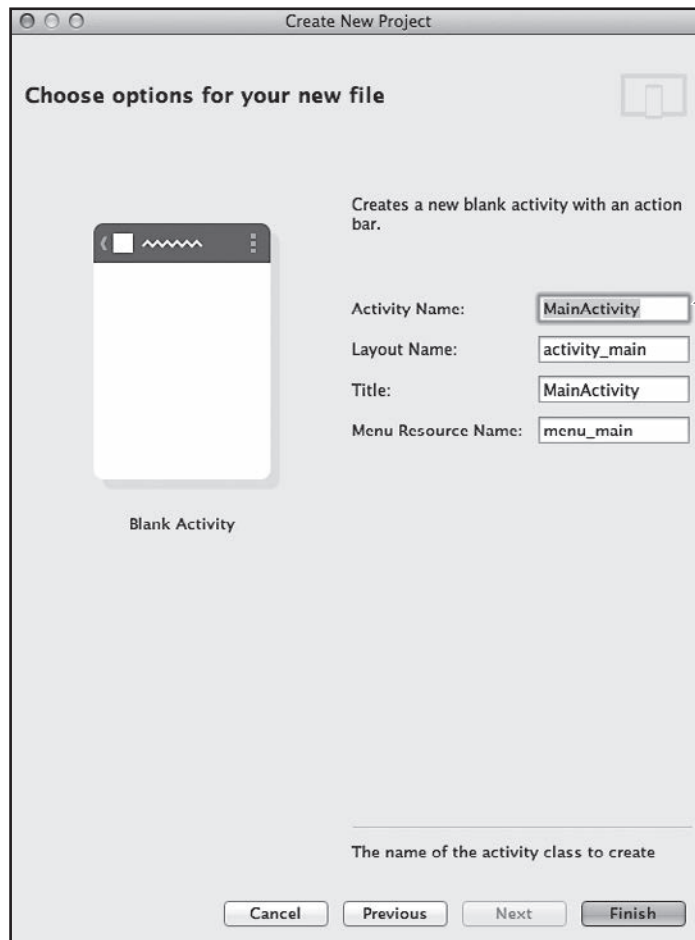 Create New Project
Choose options for your new file
Creates a new blank activity with an action
bar.
Activity Name: MainActivity
Layout Name: activity_main
Title: MainActivity
Menu Resource Name: menu_main
Blank Activity
The name of the activity class to create
Cancel Previous Next Finish